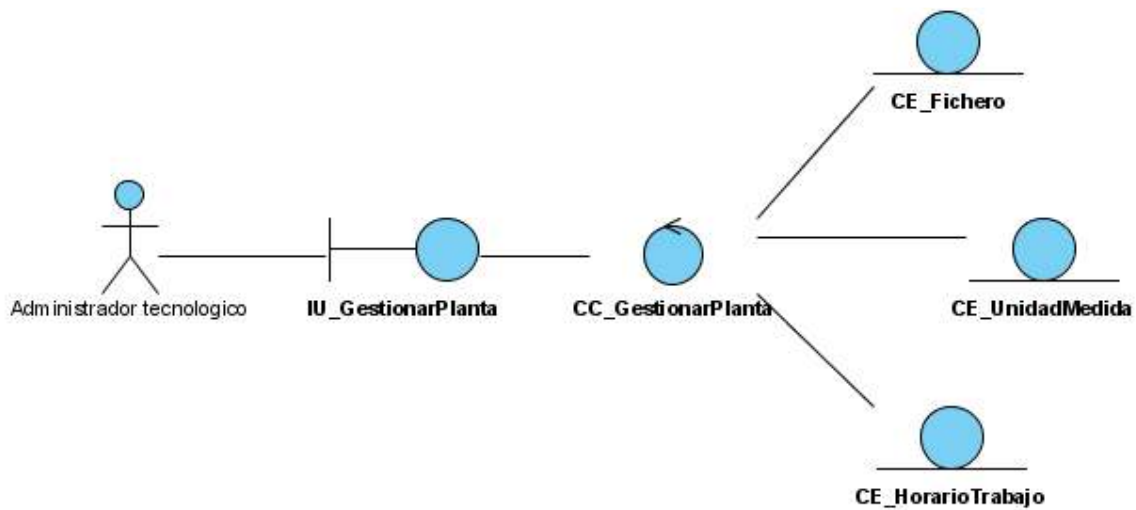 CE_Fichero
Administrador tecnologico
IU_GestionarPlanta
CC_GestionarPlanta
CE_UnidadMedida
CE_HorarioTrabajo